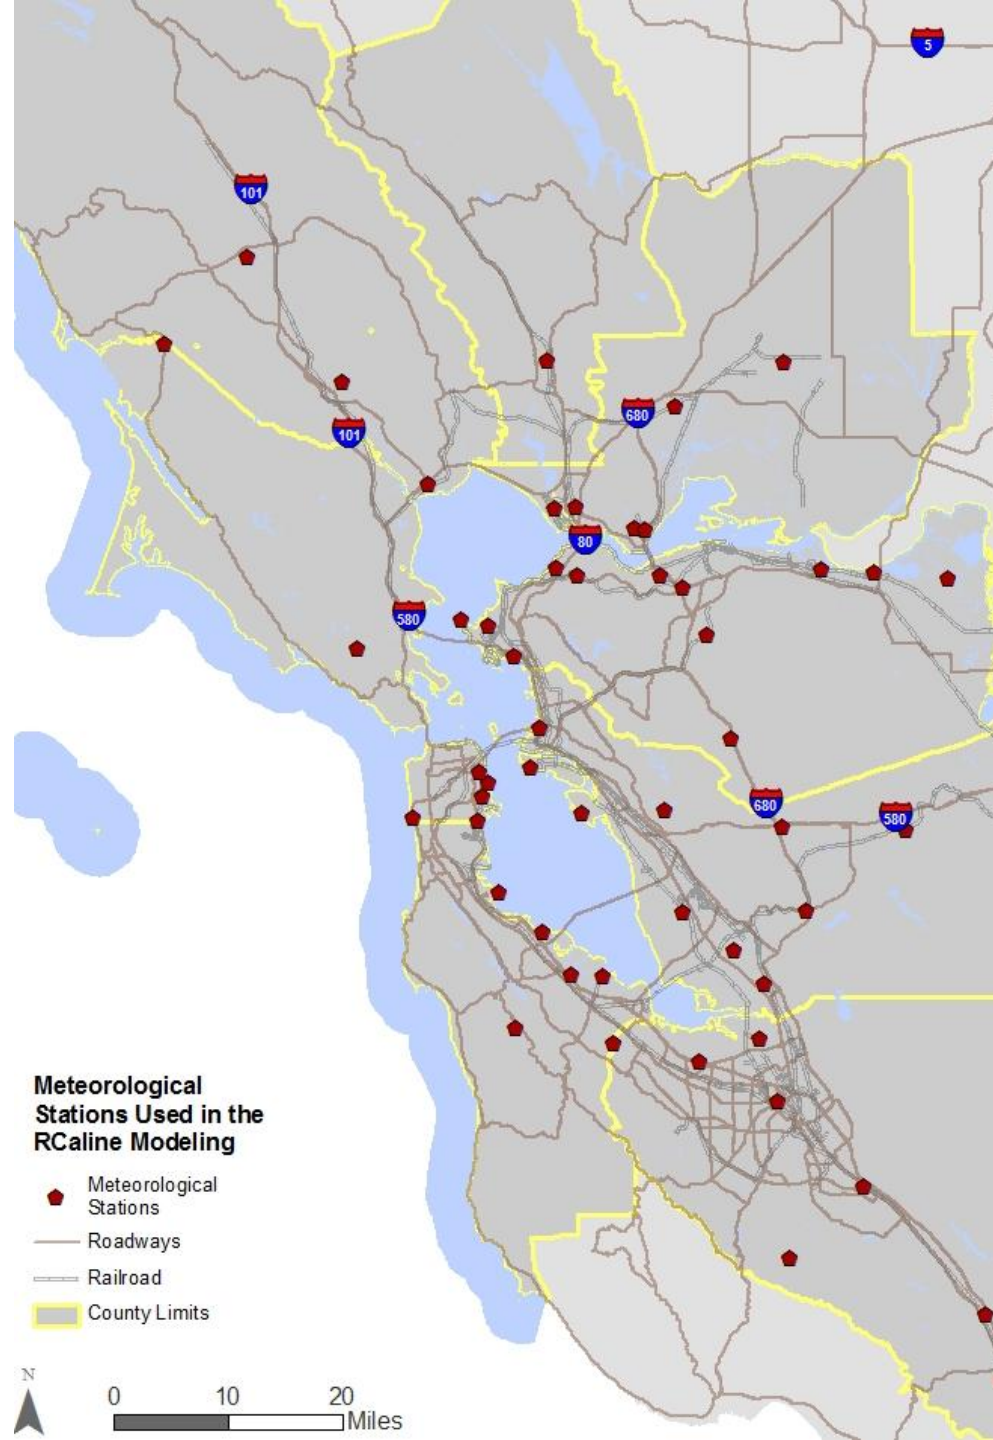 5
101
680
101
80
580
680
580
Meteorological
Stations Used in the
RCaline Modeling
Meteorological
Stations
Roadways
Railroad
County Limits
N
0 10 20
Miles